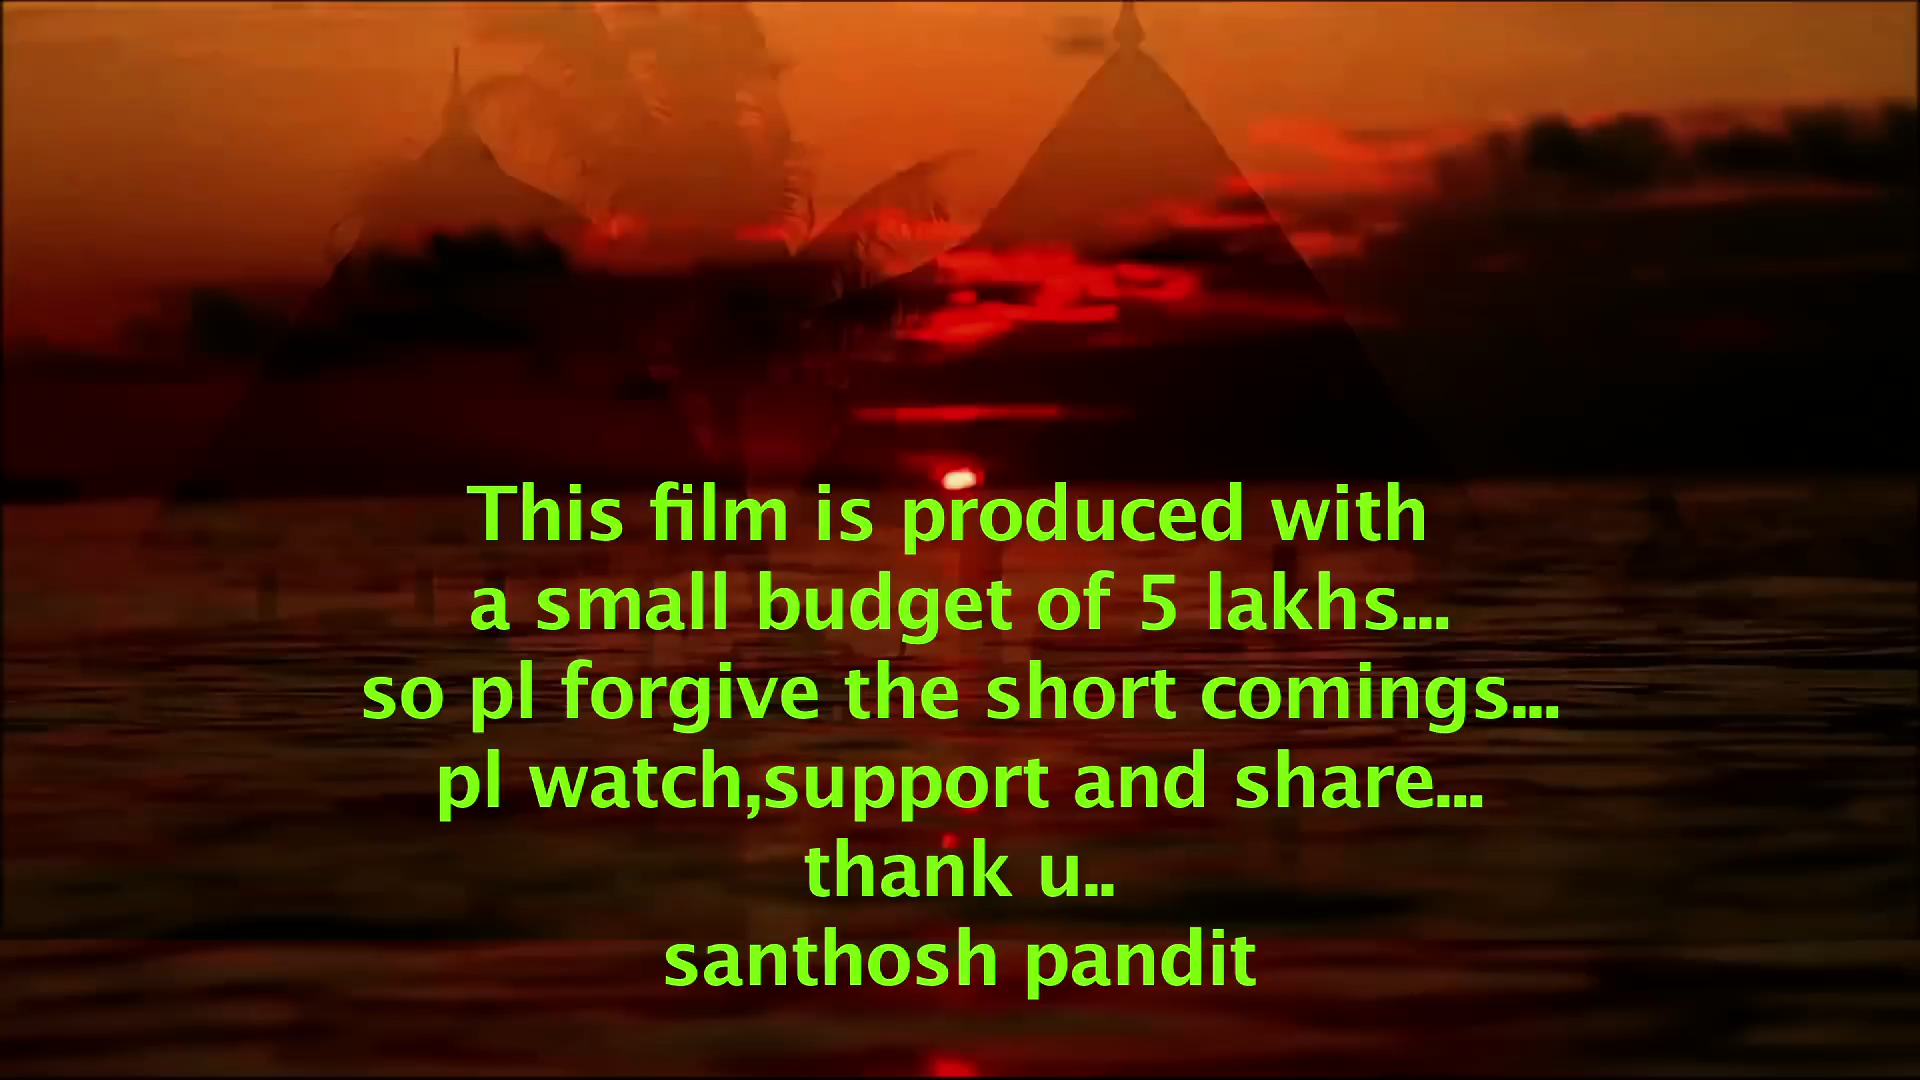 This film is produced with
a small budget of 5 lakhs...
so pl forgive the short comings...
pl watch,support and share...
thank u..
santhosh pandit